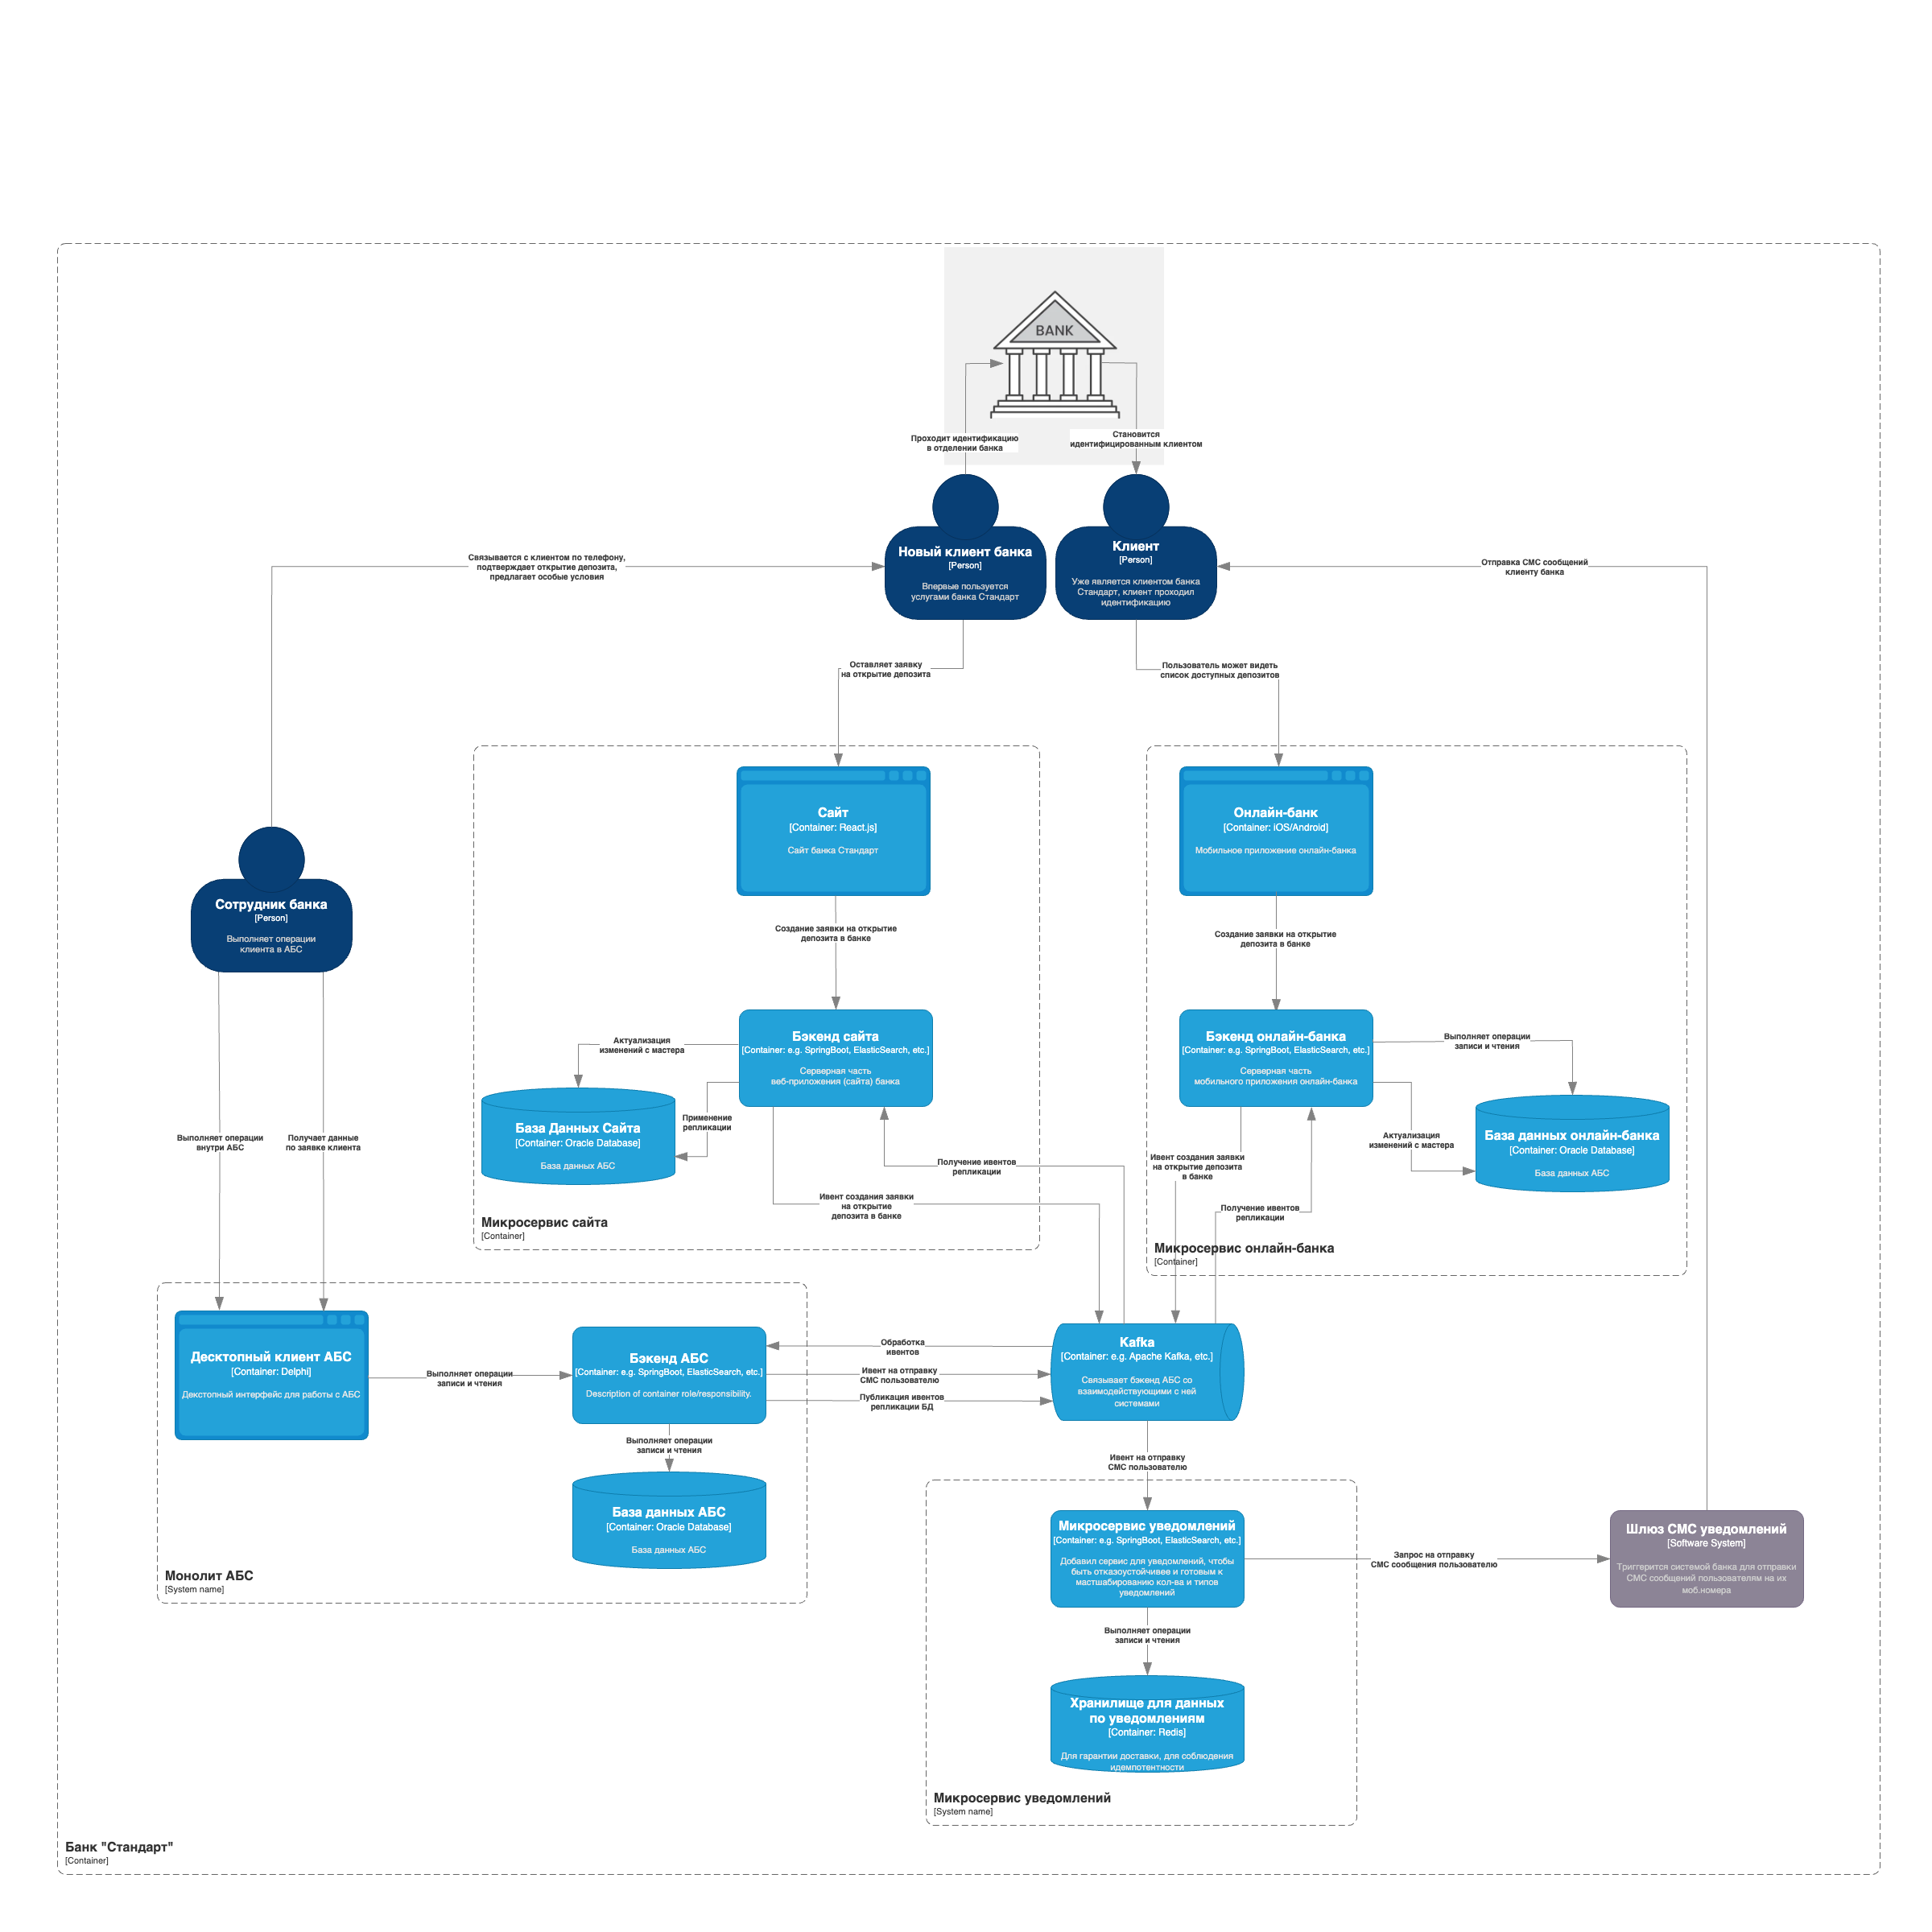 BANK
Проходит идентификацию
в отделении банка
Становится
идентифицированным клиентом
Связывается с клиентом по телефону,
подтверждает открытие депозита,
предлагает особые условия
Новый клиент банка
[Person]
Впервые пользуется
услугами банка Стандарт
Клиент
[Person]
Уже является клиентом банка
Стандарт, клиент проходил
идентификацию
Отправка СМС сообщений
клиенту банка
Оставляет заявку
на открытие депозита
Пользователь может видеть
список доступных депозитов
Сайт
[Container: React.js]
Сайт банка Стандарт
Онлайн-банк
[Container: iOS/Android]
Мобильное приложение онлайн-банка
Сотрудник банка
[Person]
Выполняет операции
клиента в АБС
Создание заявки на открытие
депозита в банке
Создание заявки на открытие
депозита в банке
Актуализация
изменений с мастера
Бэкенд сайта
[Container: e.g. SpringBoot, ElasticSearch, etc.]
Серверная часть
веб-приложения (сайта) банка
Бэкенд онлайн-банка
[Container: e.g. SpringBoot, ElasticSearch, etc.]
Серверная часть
мобильного приложения онлайн-банка
Выполняет операции
записи и чтения
Выполняет операции
внутри АБС
Получает данные
по заявке клиента
База Данных Сайта
[Container: Oracle Database]
База данных АБС
Применение
репликации
Получение ивентов
репликации
Ивент создания заявки
на открытие депозита
в банке
Актуализация
изменений с мастера
База данных онлайн-банка
[Container: Oracle Database]
База данных АБС
Ивент создания заявки
на открытие
депозита в банке
Получение ивентов
репликации
Микросервис сайта
[Container]
Микросервис онлайн-банка
[Container]
Десктопный клиент АБС
[Container: Delphi]
Декстопный интерфейс для работы с АБС
Выполняет операции
записи и чтения
Бэкенд АБС
[Container: e.g. SpringBoot, ElasticSearch, etc.]
Description of container role/responsibility.
Обработка
ивентов
Ивент на отправку
СМС пользователю
Публикация ивентов
репликации БД
Kafka
[Container: e.g. Apache Kafka, etc.]
Связывает бэкенд АБС со
взаимодействующими с ней
системами
Выполняет операции
записи и чтения
Ивент на отправку
СМС пользователю
База данных АБС
[Container: Oracle Database]
База данных АБС
Монолит АБС
[System name]
Микросервис уведомлений
[Container: e.g. SpringBoot, ElasticSearch, etc.]
Добавил сервис для уведомлений, чтобы
быть отказоустойчивее и готовым к
мастшабированию кол-ва и типов
уведомлений
Запрос на отправку
СМС сообщения пользователю
Шлюз СМС уведомлений
[Software System]
Триггерится системой банка для отправки
СМС сообщений пользователям на их
моб.номера
Выполняет операции
записи и чтения
Хранилище для данных
по уведомлениям
[Container: Redis]
Для гарантии доставки, для соблюдения
идемпотентности
Микросервис уведомлений
[System name]
Банк "Стандарт"
[Container]